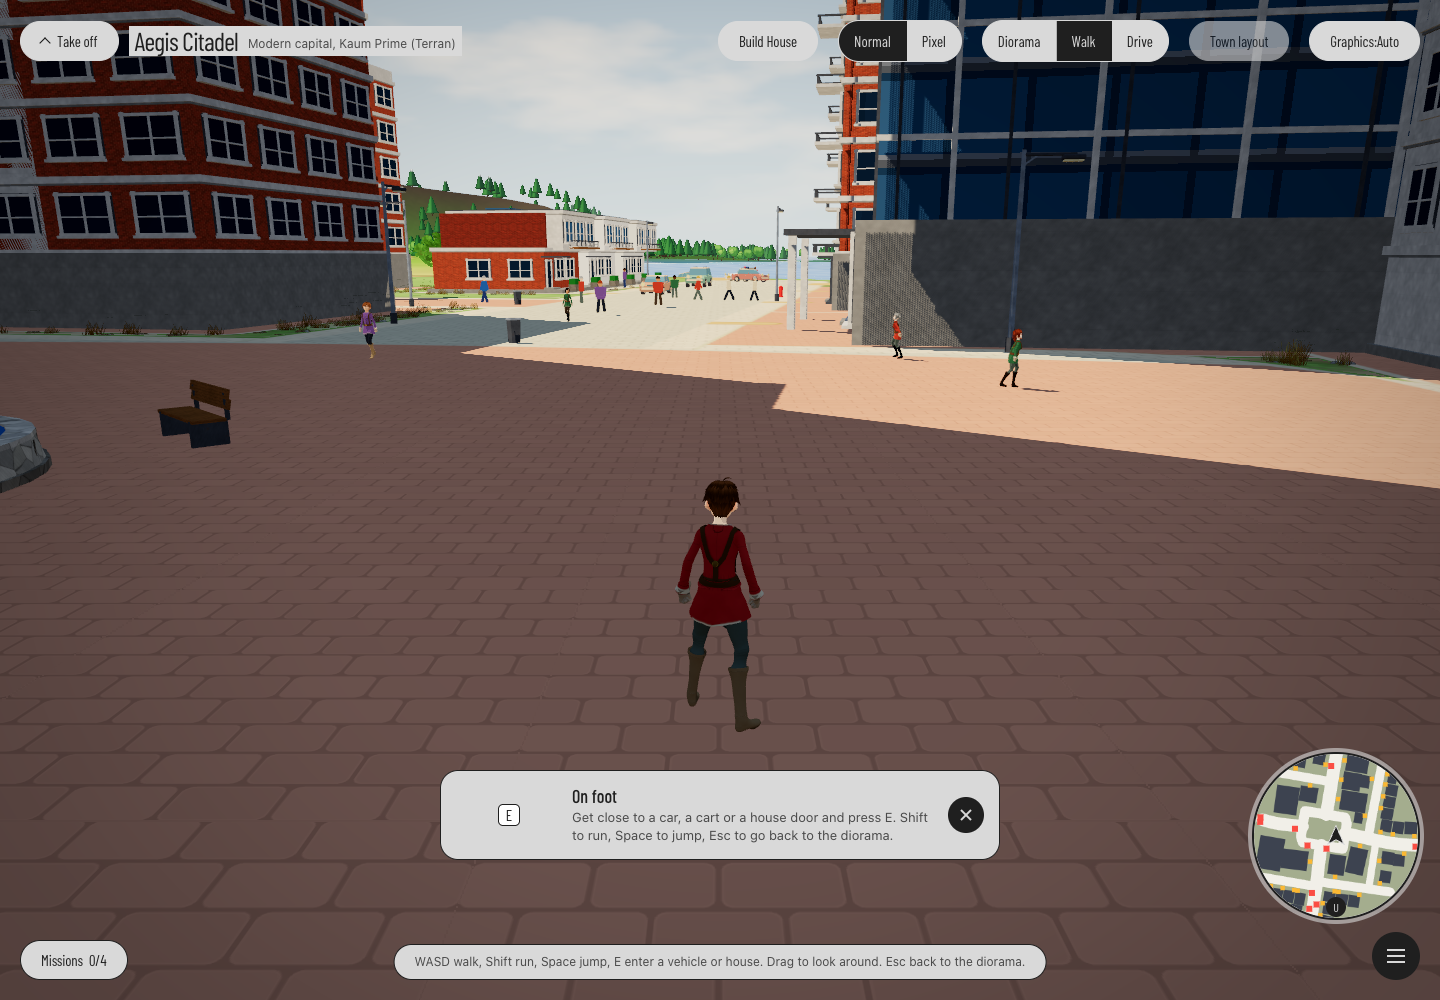 Take off
Aegis Citadel Modern capital, Kaum Prime (Terran)
Build House
Normal Pixel
Diorama Walk Drive
Town layout
Graphics:Auto
On foot
E
Get close to a car, a cart or a house door and press E. Shift
to run, Space to jump, Esc to go back to the diorama.
U
Missions 0/4
WASD walk, Shift run, Space jump, E enter a vehicle or house. Drag to look around. Esc back to the diorama.